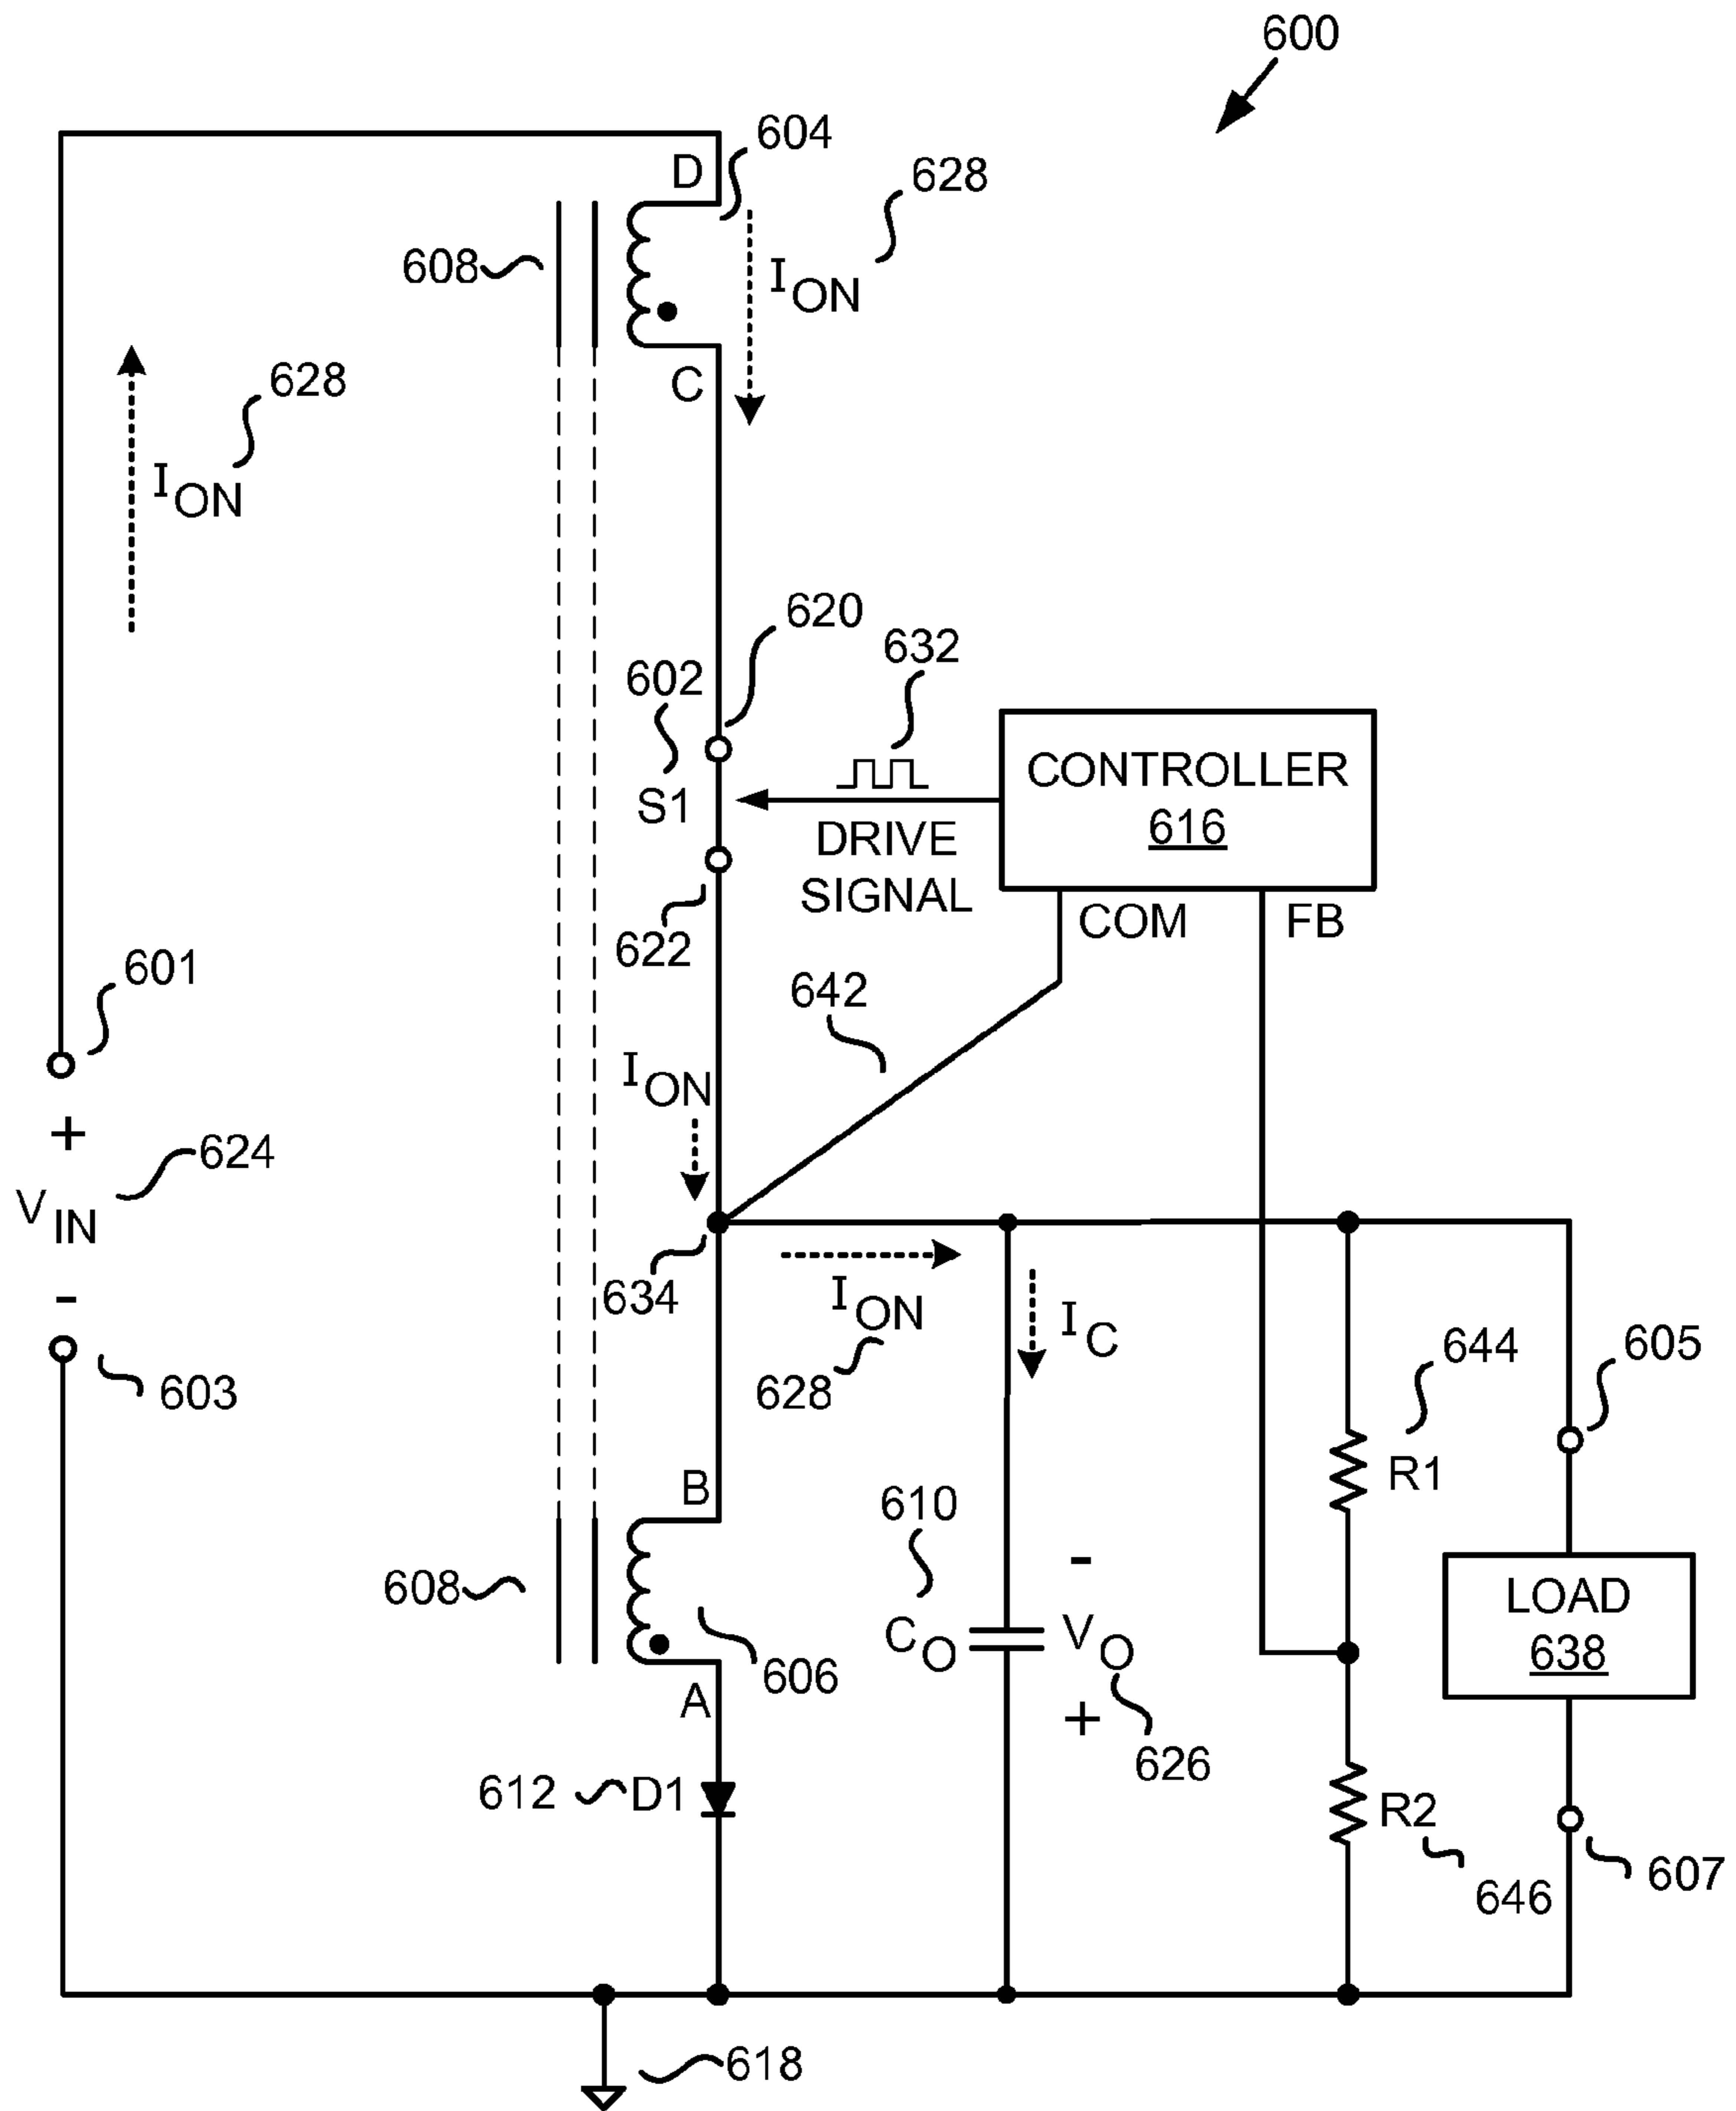 600
604
D
628
608
I ON
628
C
I ON
620
632
602
CONTROLLER
616
S1
DRIVE
SIGNAL
COM
FB
622
601
642
I ON
+
624
V IN
-
634
I ON
I C
605
644
603
628
R1
B
610
-
608
LOAD
638
C O
V O
606
A
+
626
612
D1
R2
607
646
618